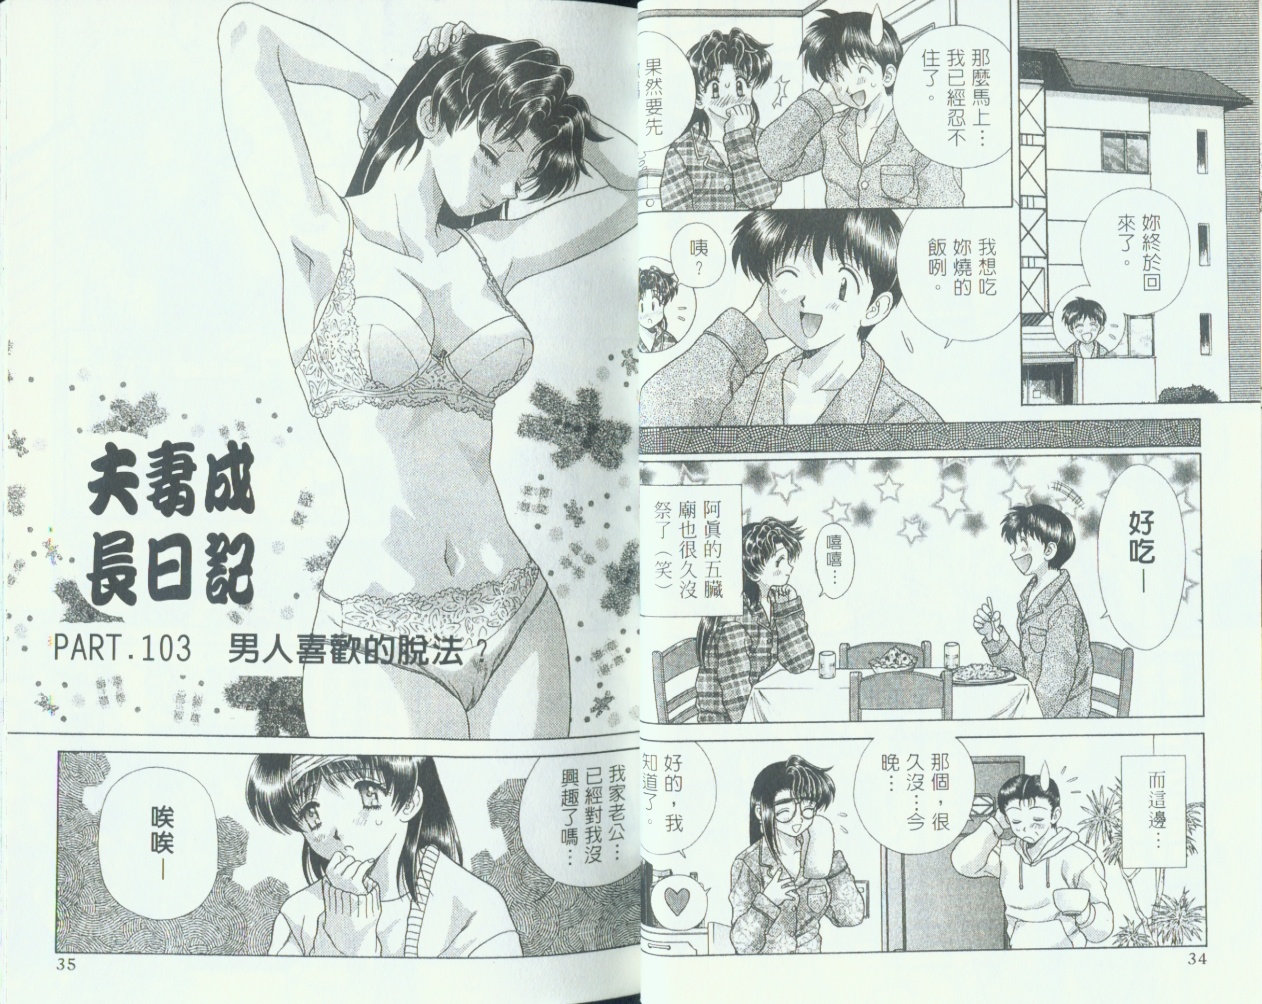 妳終於回
來了。
那麼馬上…
我已經忍不
住了。
果然要先
我想吃
妳燒的
飯咧。
咦？
好吃—
嘻嘻…
阿眞的五臟
廟也很久沒
祭了（笑）
而這邊…
那個，很
久沒…今
晚…
好的，我
知道了。
34
夫妻成
長日記
PART.103 男人喜歡的脫法？
我家老公…
已經對我沒
興趣了嗎…
唉唉—
35